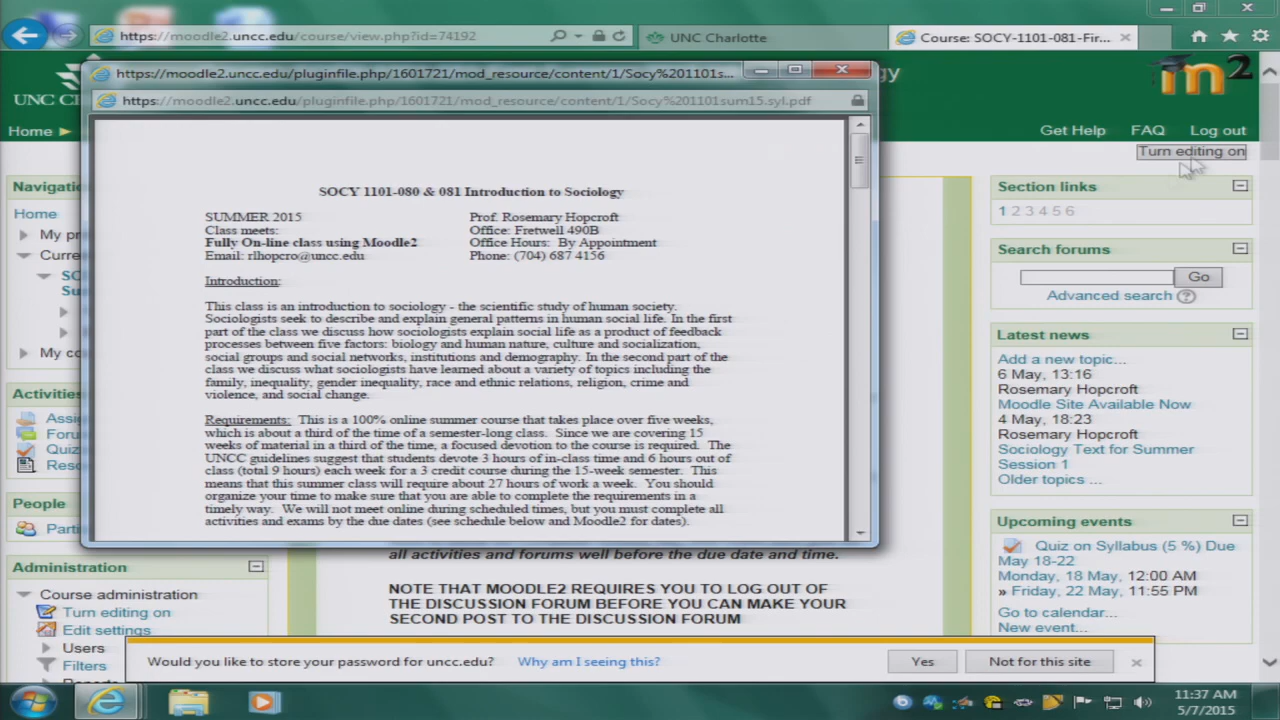 https://moodle2.uncc.edu/course/view.php?id=74192
UNC Charlotte
Course: SOCY-1101-081-Fir...
https://moodle2.uncc.edu/pluginfile.php/1601721/mod_resource/content/1/Socy%201101s...
https://moodle2.uncc.edu/pluginfile.php/1601721/mod_resource/content/1/Socy%201101sum15.syl.pdf
m2
UNC
Home
Get Help
FAQ
Log out
Turn editing on
SOCY 1101-080 & 081 Introduction to Sociology
SUMMER 2015
Class meets:
Fully On-line class using Moodle2
Email: rlhopcro@uncc.edu
Prof. Rosemary Hopcroft
Office: Fretwell 490B
Office Hours: By Appointment
Phone: (704) 687 4156
Introduction:
This class is an introduction to sociology - the scientific study of human society.
Sociologists seek to describe and explain general patterns in human social life. In the first
part of the class we discuss how sociologists explain social life as a product of feedback
processes between five factors: biology and human nature, culture and socialization,
social groups and social networks, institutions and demography. In the second part of the
class we discuss what sociologists have learned about a variety of topics including the
family, inequality, gender inequality, race and ethnic relations, religion, crime and
violence, and social change.
Requirements: This is a 100% online summer course that takes place over five weeks,
which is about a third of the time of a semester-long class. Since we are covering 15
weeks of material in a third of the time, a focused devotion to the course is required. The
UNCC guidelines suggest that students devote 3 hours of in-class time and 6 hours out of
class (total 9 hours) each week for a 3 credit course during the 15-week semester. This
means that this summer class will require about 27 hours of work a week. You should
organize your time to make sure that you are able to complete the requirements in a
timely way. We will not meet online during scheduled times, but you must complete all
activities and exams by the due dates (see schedule below and Moodle2 for dates).
Navigati
Home
My p
Curre
SO
Su
My co
Activities
Assig
Foru
Quiz
Reso
People
Parti
Administration
Course administration
Turn editing on
Edit settings
Users
Filters
all activities and forums well before the due date and time.
NOTE THAT MOODLE2 REQUIRES YOU TO LOG OUT OF
THE DISCUSSION FORUM BEFORE YOU CAN MAKE YOUR
SECOND POST TO THE DISCUSSION FORUM
Section links
1 2 3 4 5 6
Search forums
Go
Advanced search
Latest news
Add a new topic...
6 May, 13:16
Rosemary Hopcroft
Moodle Site Available Now
4 May, 18:23
Rosemary Hopcroft
Sociology Text for Summer
Session 1
Older topics ...
Upcoming events
Quiz on Syllabus (5 %) Due
May 18-22
Monday, 18 May, 12:00 AM
» Friday, 22 May, 11:55 PM
Go to calendar...
New event...
Would you like to store your password for uncc.edu?
Why am I seeing this?
Yes
Not for this site
11:37 AM
5/7/2015